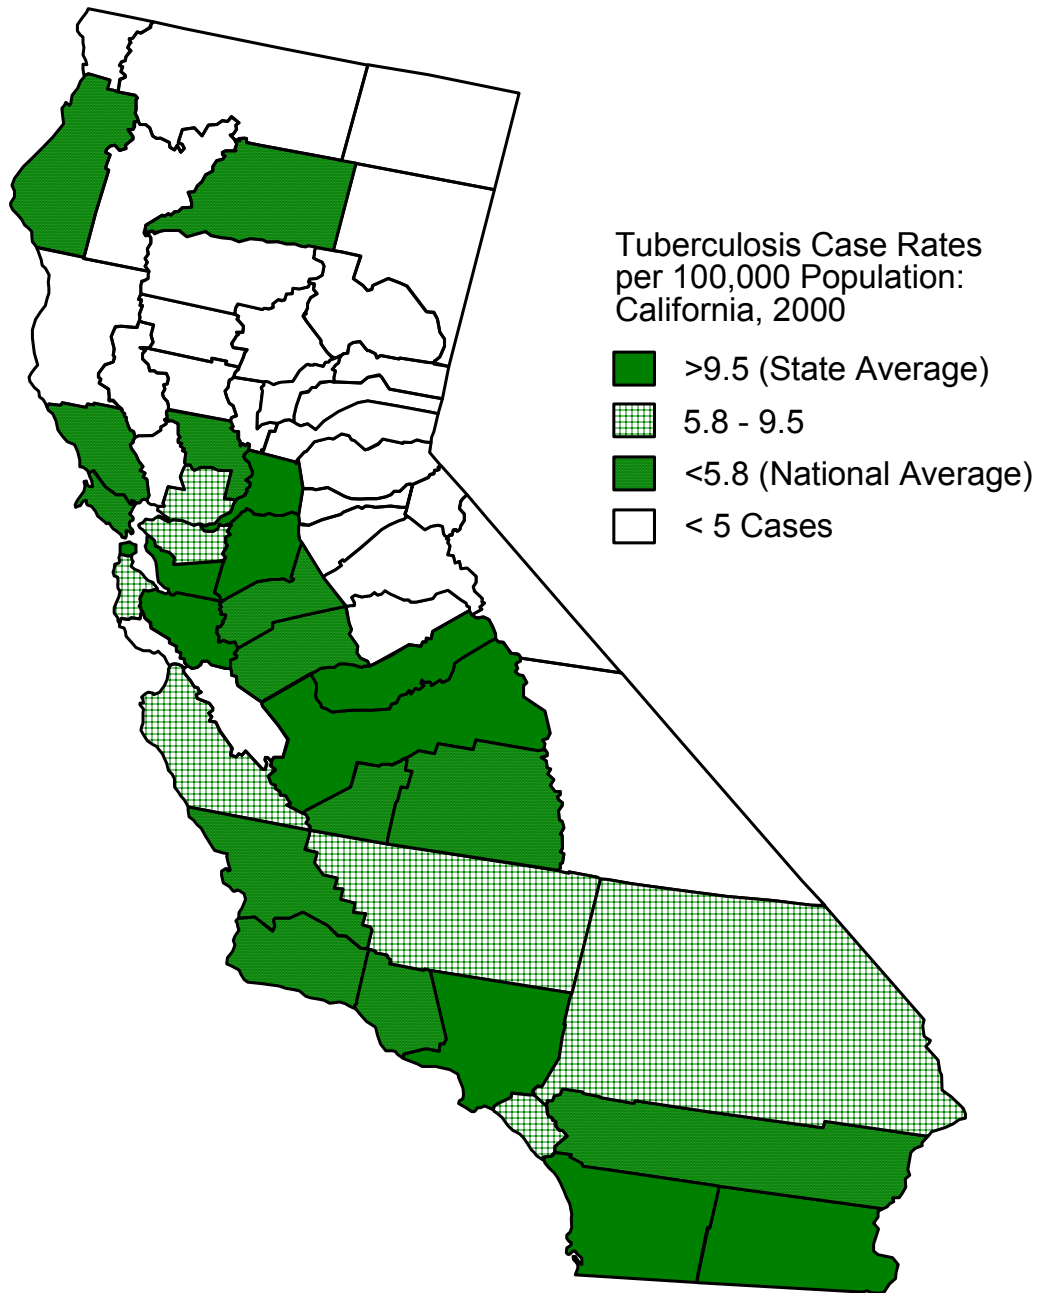 Tuberculosis Case Rates
per 100,000 Population:
California, 2000
>9.5 (State Average)
5.8 - 9.5
<5.8 (National Average)
< 5 Cases